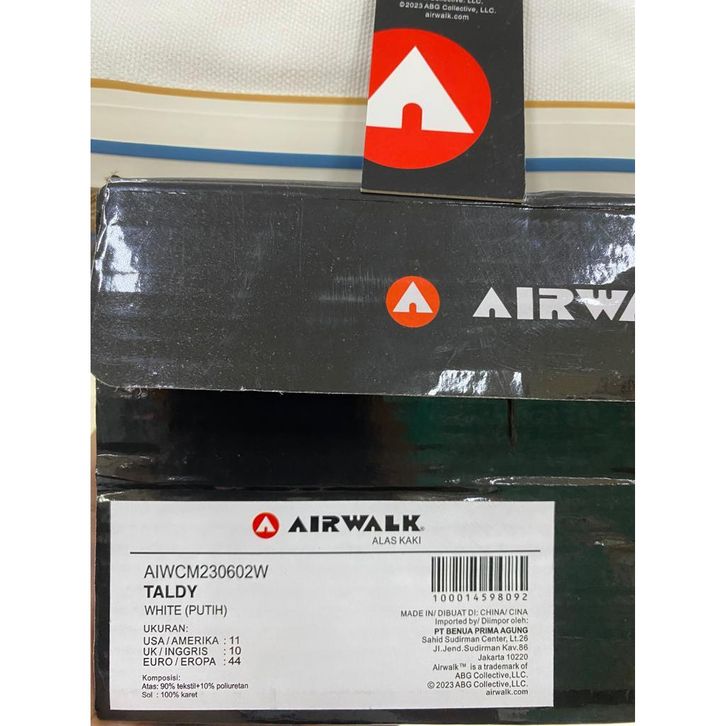 ©2023 ABG Collective, LLC.
airwalk.com
AIRWA
AIRWALK®
ALAS KAKI
AIWCM230602W
TALDY
WHITE (PUTIH)
UKURAN:
USA / AMERIKA : 11
UK / INGGRIS : 10
EURO / EROPA : 44
Komposisi:
Atas: 90% tekstil+10% poliuretan
Sol : 100% karet
100014598092
MADE IN/ DIBUAT DI: CHINA/ CINA
Imported by/ Diimpor oleh:
PT BENUA PRIMA AGUNG
Sahid Sudirman Center, Lt.26
Jl.Jend.Sudirman Kav.86
Jakarta 10220
Airwalk™ is a trademark of
ABG Collective,LLC.
©2023 ABG Collective,LLC.
airwalk.com